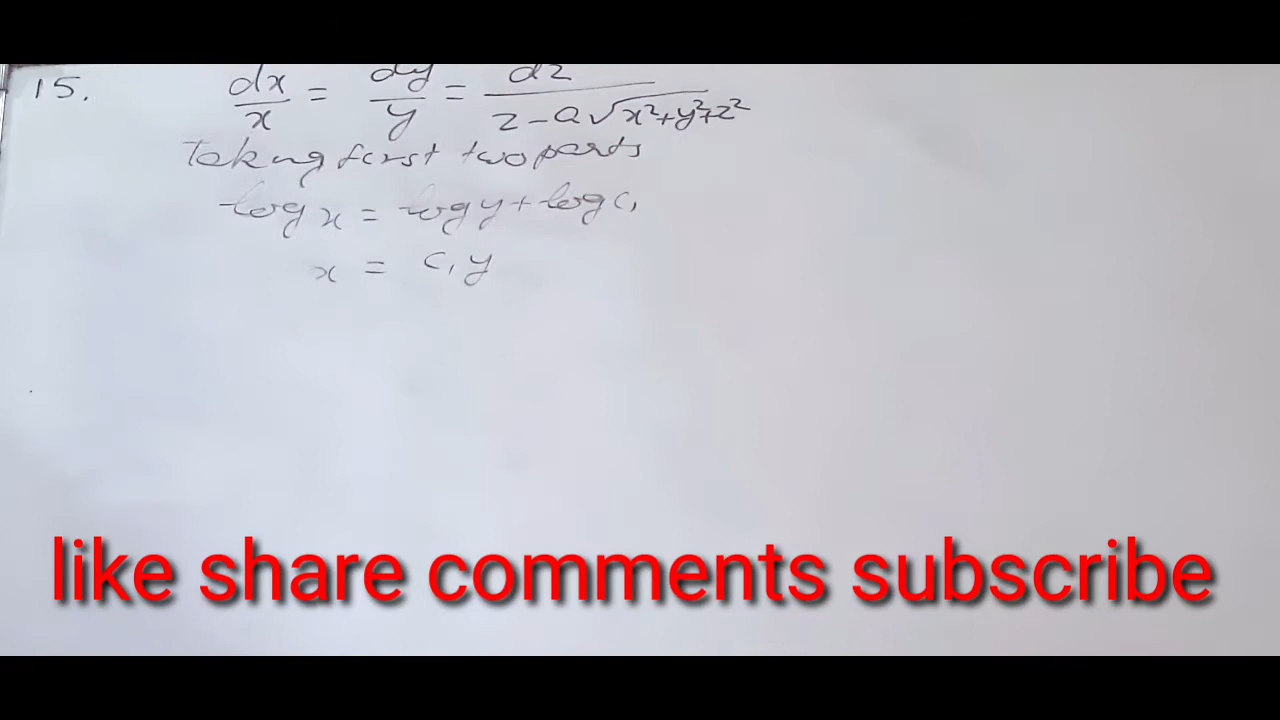 15. dx/x = dy/y = dz/z-a√x²+y²+z²
Taking first two parts
log x = log y + log c₁
x = c₁y
like share comments subscribe